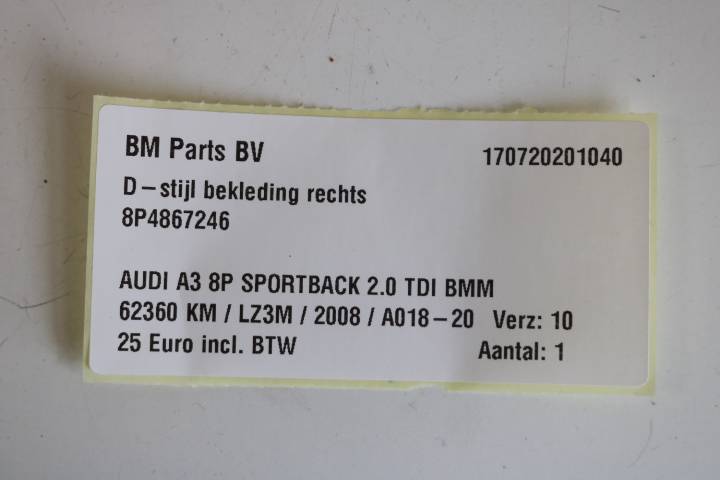 BM Parts BV 170720201040
D-stijl bekleding rechts
8P4867246
AUDI A3 8P SPORTBACK 2.0 TDI BMM
62360 KM / LZ3M / 2008 / A018-20 Verz: 10
25 Euro incl. BTW Aantal: 1